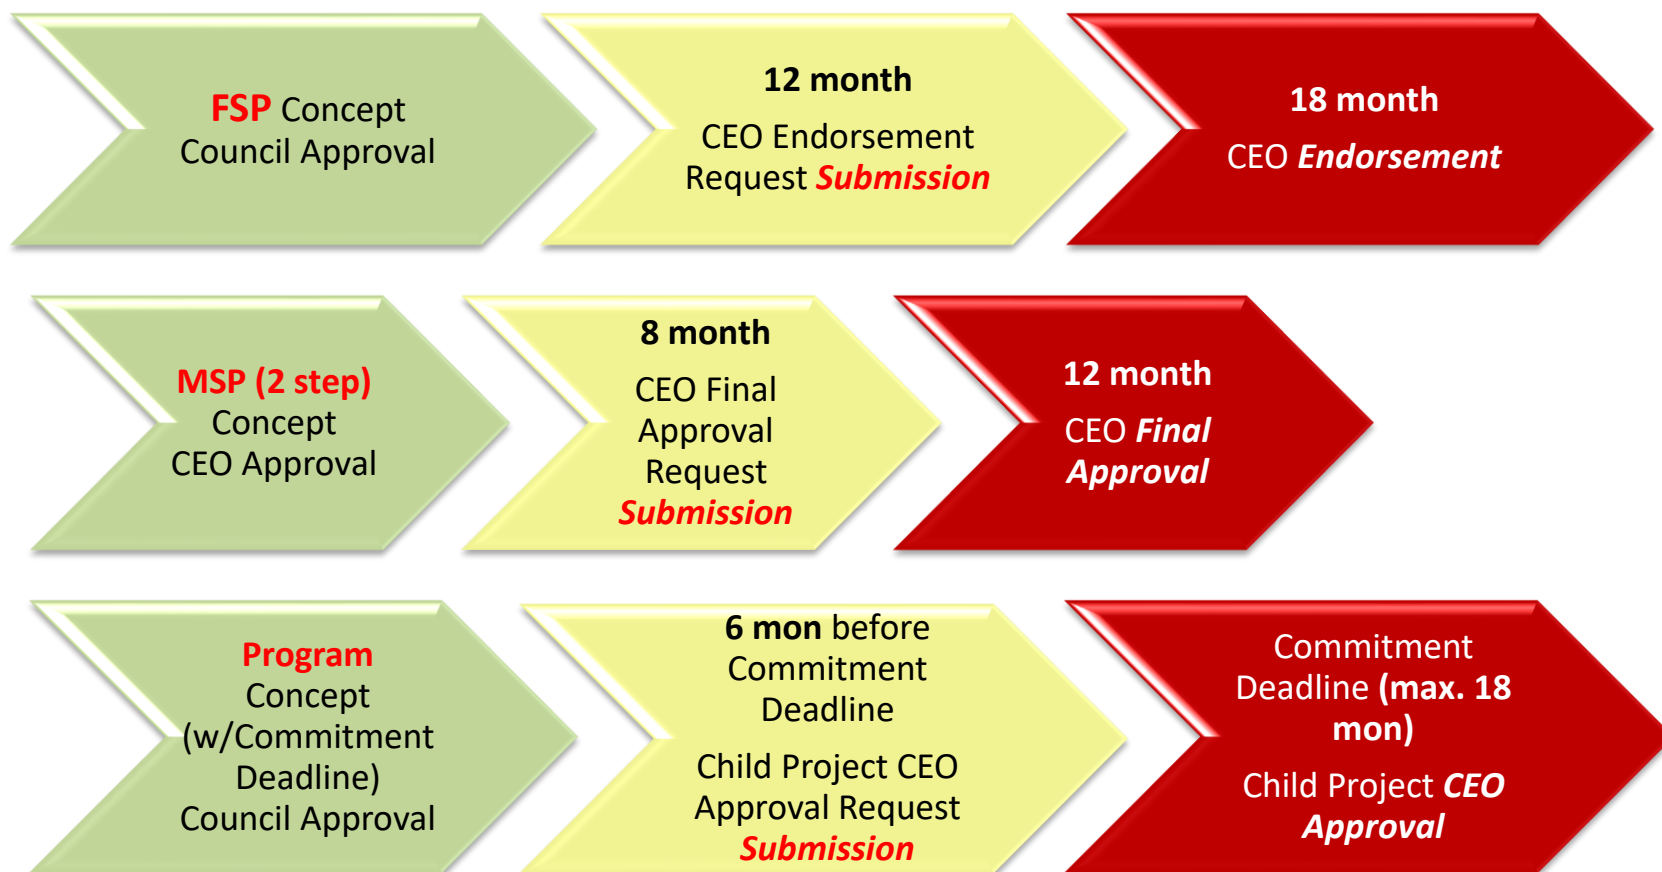 FSP Concept
Council Approval
12 month
CEO Endorsement
Request Submission
18 month
CEO Endorsement
MSP (2 step)
Concept
CEO Approval
8 month
CEO Final
Approval
Request
Submission
12 month
CEO Final
Approval
Program
Concept
(w/Commitment
Deadline)
Council Approval
6 mon before
Commitment
Deadline
Child Project CEO
Approval Request
Submission
Commitment
Deadline (max. 18
mon)
Child Project CEO
Approval